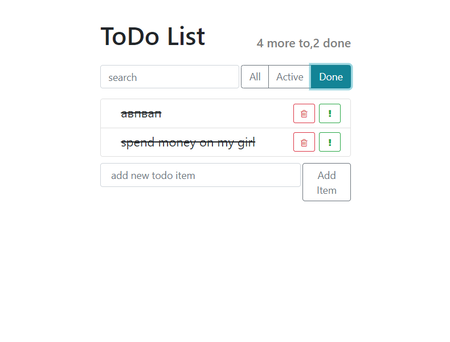 ToDo List
4 more to,2 done
search
All Active Done
авпвап
spend money on my girl
add new todo item
Add
Item